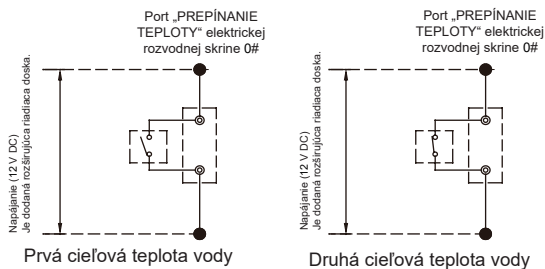 Port „PREPÍNANIE
TEPLOTY“ elektrickej
rozvodnej skrine 0#
Napájanie (12 V DC)
Je dodaná rozširujúca riadiaca doska.
Prvá cieľová teplota vody
Port „PREPÍNANIE
TEPLOTY“ elektrickej
rozvodnej skrine 0#
Napájanie (12 V DC)
Je dodaná rozširujúca riadiaca doska.
Druhá cieľová teplota vody